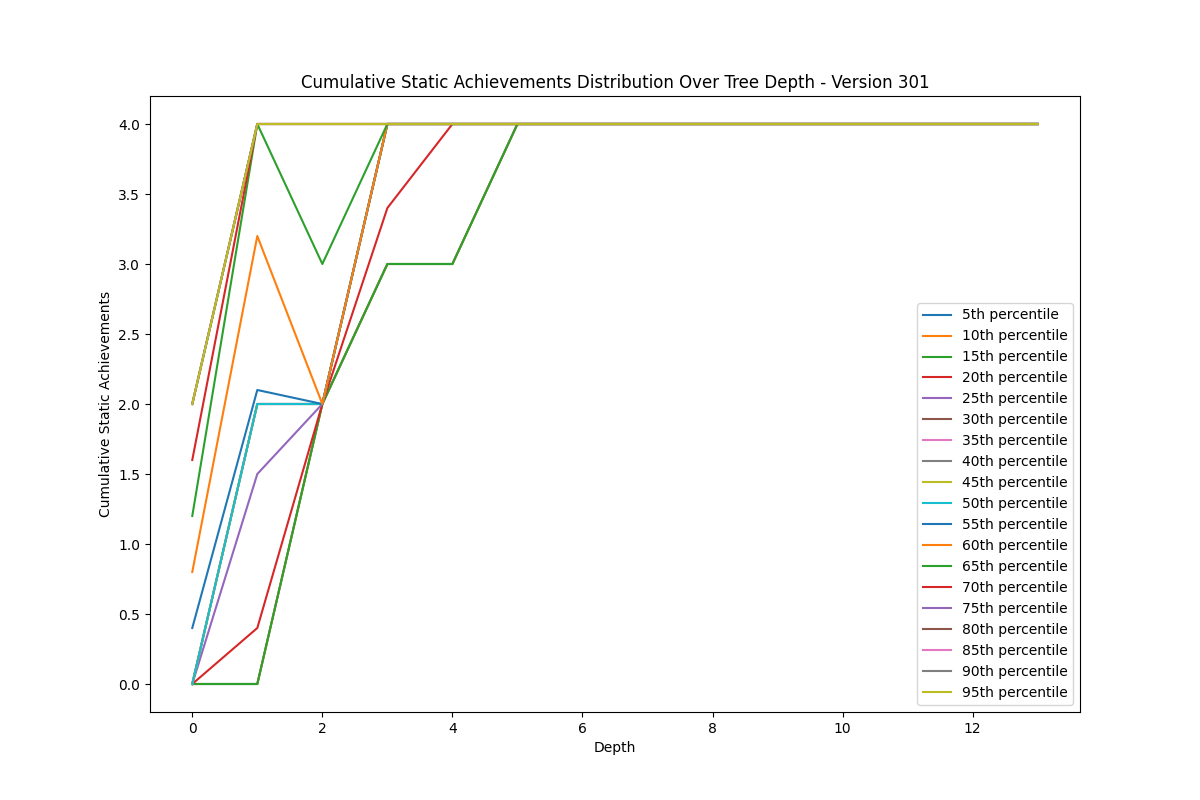 Cumulative Static Achievements Distribution Over Tree Depth - Version 301
Cumulative Static Achievements
4.0
3.5
3.0
2.5
2.0
1.5
1.0
0.5
0.0
5th percentile
10th percentile
15th percentile
20th percentile
25th percentile
30th percentile
35th percentile
40th percentile
45th percentile
50th percentile
55th percentile
60th percentile
65th percentile
70th percentile
75th percentile
80th percentile
85th percentile
90th percentile
95th percentile
0 2 4 6 8 10 12
Depth